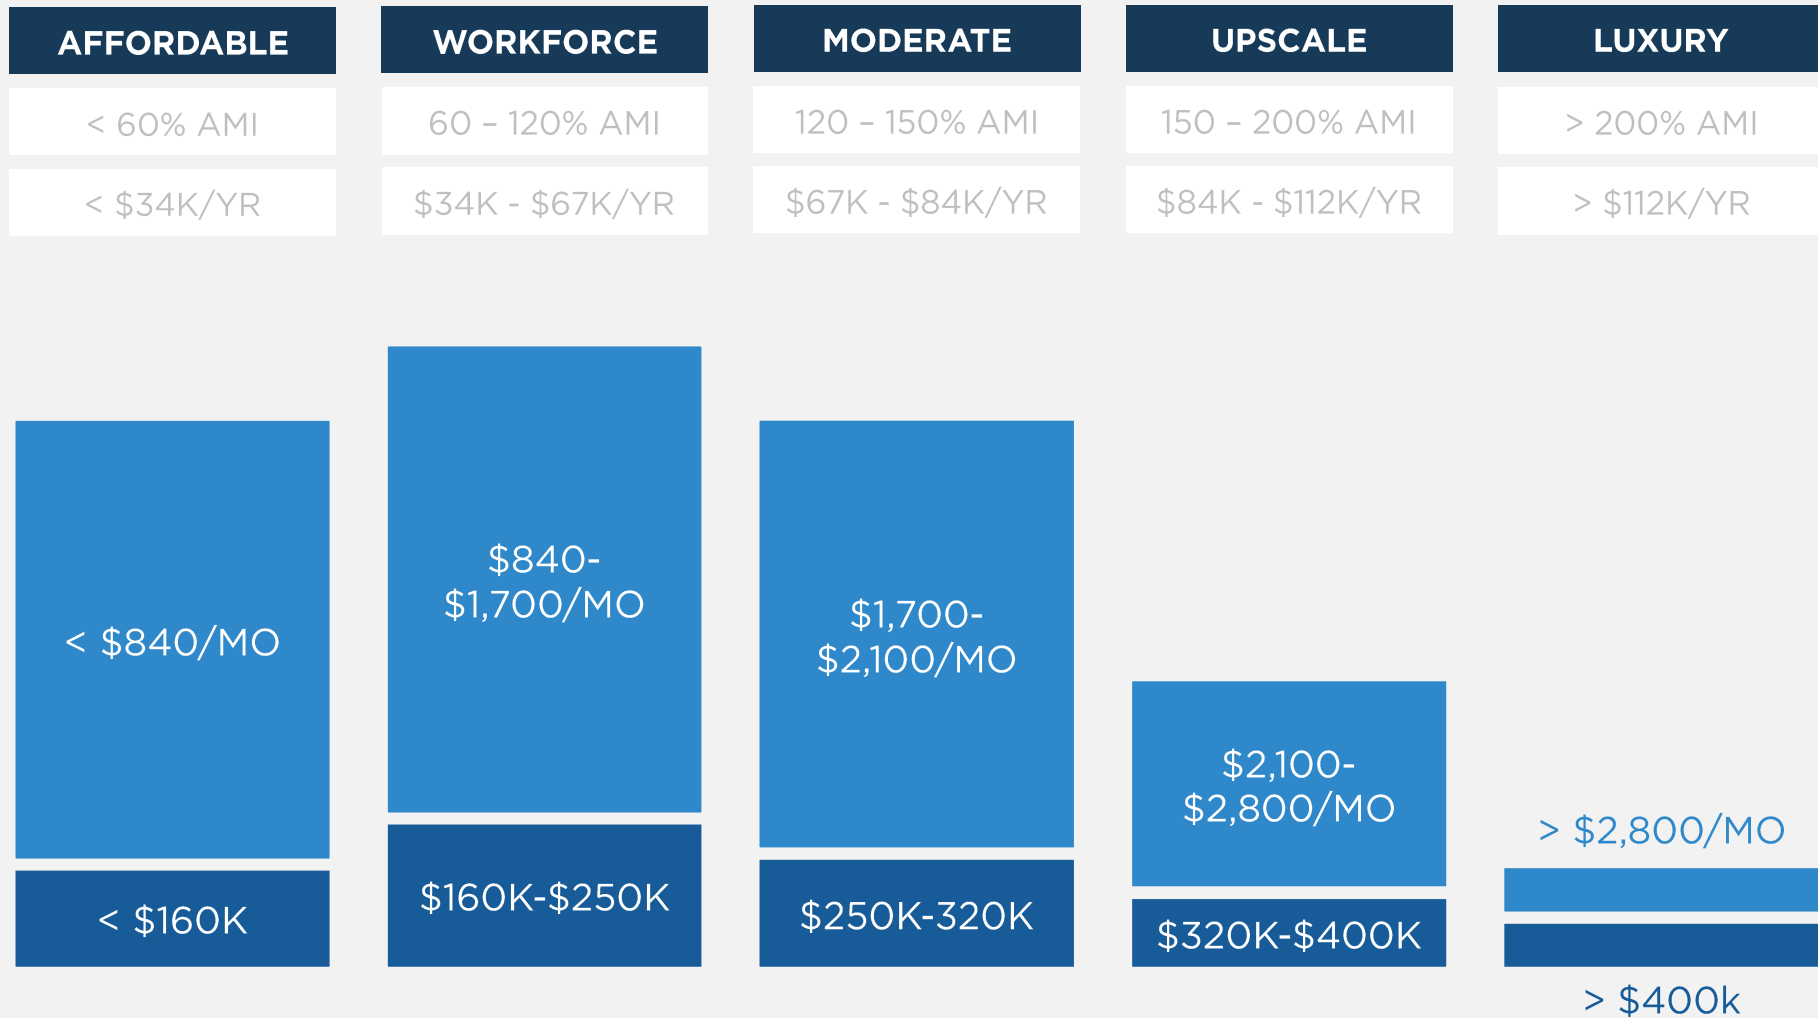 AFFORDABLE
WORKFORCE
MODERATE
UPSCALE
LUXURY
< 60% AMI
60 – 120% AMI
120 – 150% AMI
150 – 200% AMI
> 200% AMI
< $34K/YR
$34K - $67K/YR
$67K - $84K/YR
$84K - $112K/YR
> $112K/YR
< $840/MO
$840-
$1,700/MO
$1,700-
$2,100/MO
$2,100-
$2,800/MO
> $2,800/MO
< $160K
$160K-$250K
$250K-320K
$320K-$400K
> $400k